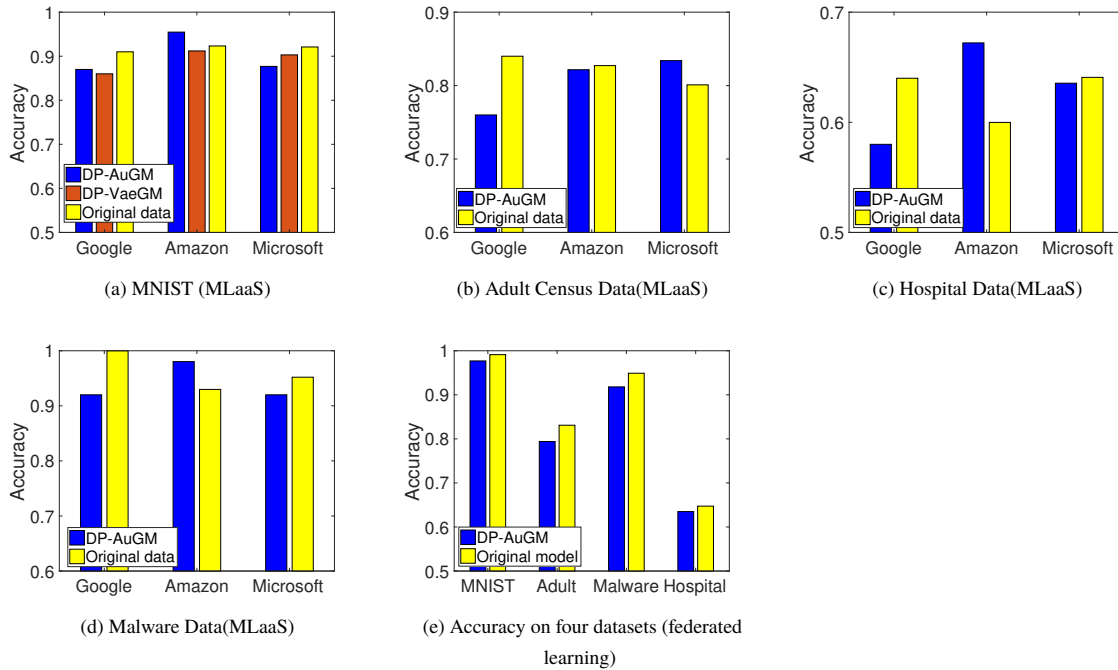 1
0.9
0.8
0.7
0.6
0.5
Accuracy
DP-AuGM
DP-VaeGM
Original data
Google Amazon Microsoft
(a) MNIST (MLaaS)
0.9
0.8
0.7
0.6
Accuracy
DP-AuGM
Original data
Google Amazon Microsoft
(b) Adult Census Data(MLaaS)
0.7
0.6
0.5
Accuracy
DP-AuGM
Original data
Google Amazon Microsoft
(c) Hospital Data(MLaaS)
1
0.9
0.8
0.7
0.6
Accuracy
DP-AuGM
Original data
Google Amazon Microsoft
(d) Malware Data(MLaaS)
1
0.9
0.8
0.7
0.6
0.5
Accuracy
DP-AuGM
Original model
MNIST Adult Malware Hospital
(e) Accuracy on four datasets (federated
learning)